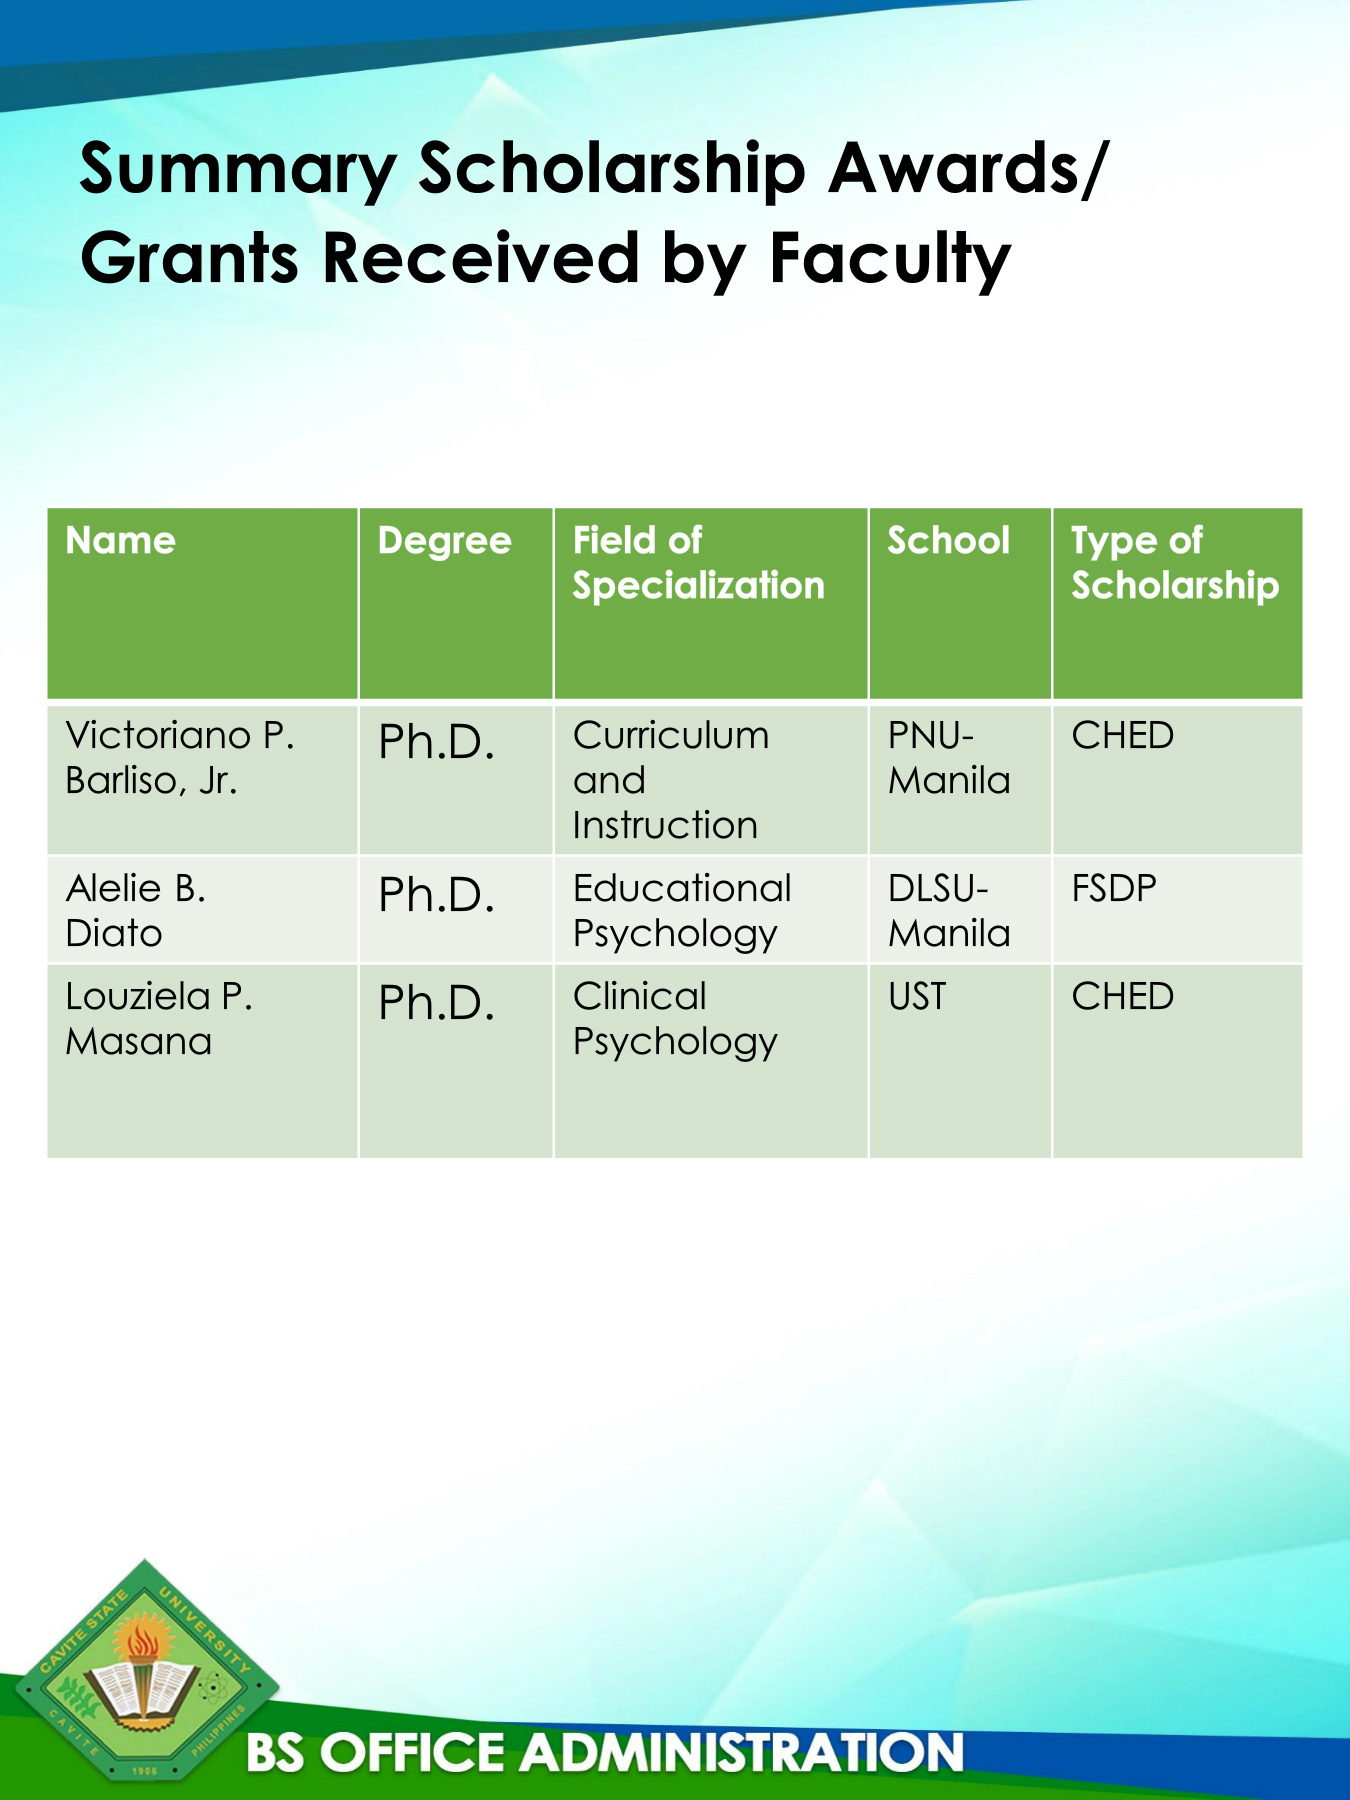 Summary Scholarship Awards/
Grants Received by Faculty
Name
Degree
Field of
Specialization
School
Type of
Scholarship
Victoriano P.
Barliso, Jr.
Ph.D.
Curriculum
and
Instruction
PNU-
Manila
CHED
Alelie B.
Diato
Ph.D.
Educational
Psychology
DLSU-
Manila
FSDP
Louziela P.
Masana
Ph.D.
Clinical
Psychology
UST
CHED
CAVITE STATE
UNIVERSITY
CAVITE
PHILIPPINES
1906
BS OFFICE ADMINISTRATION